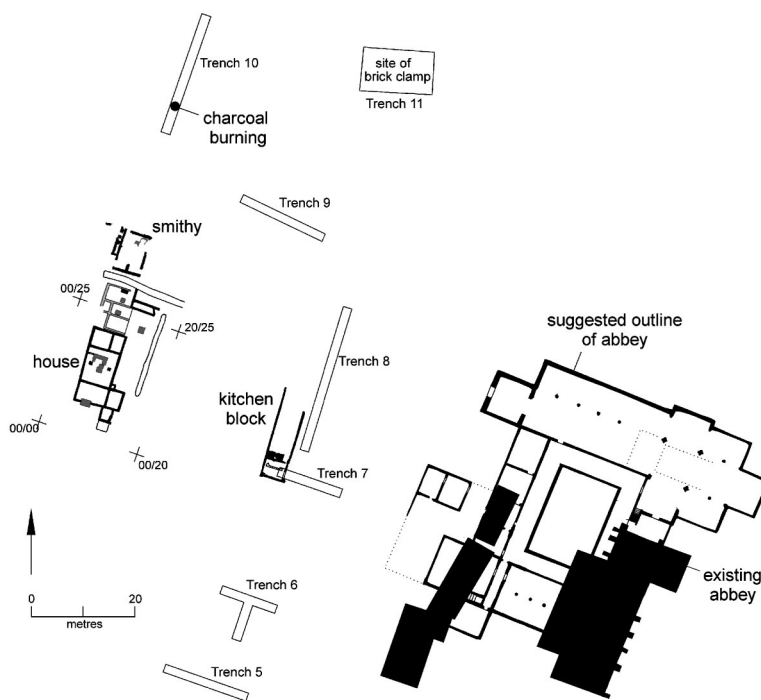 Trench 10
site of
brick clamp
Trench 11
charcoal
burning
Trench 9
smithy
00/25
20/25
suggested outline
of abbey
Trench 8
house
kitchen
block
00/00
00/20
Trench 7
existing
abbey
Trench 6
0 20
metres
Trench 5